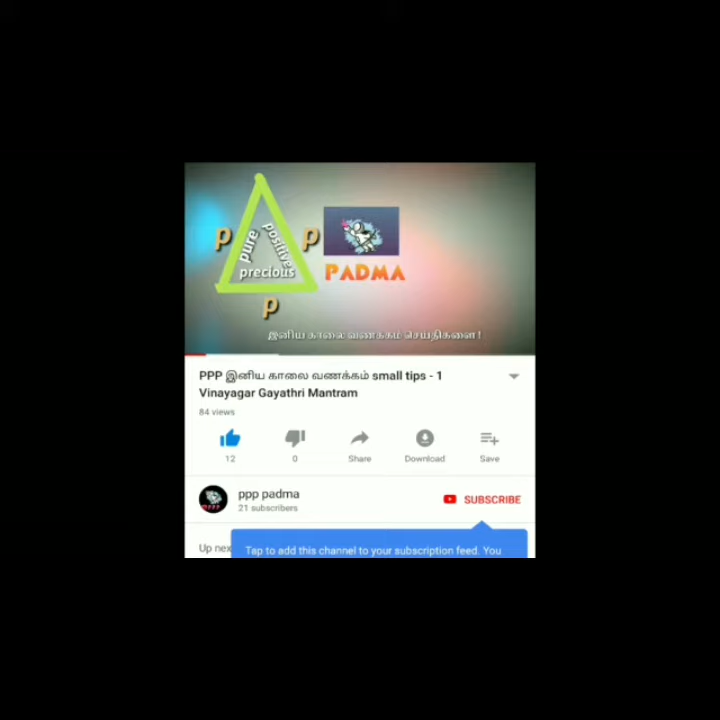 P
pure
positive
precious
P
P
PADMA
இனிய காலை வணக்கம் செய்திகளை !
PPP இனிய காலை வணக்கம் small tips - 1
Vinayagar Gayathri Mantram
84 views
12
0
Share
Download
Save
ppp padma
21 subscribers
SUBSCRIBE
Up nex
Tap to add this channel to your subscription feed. You